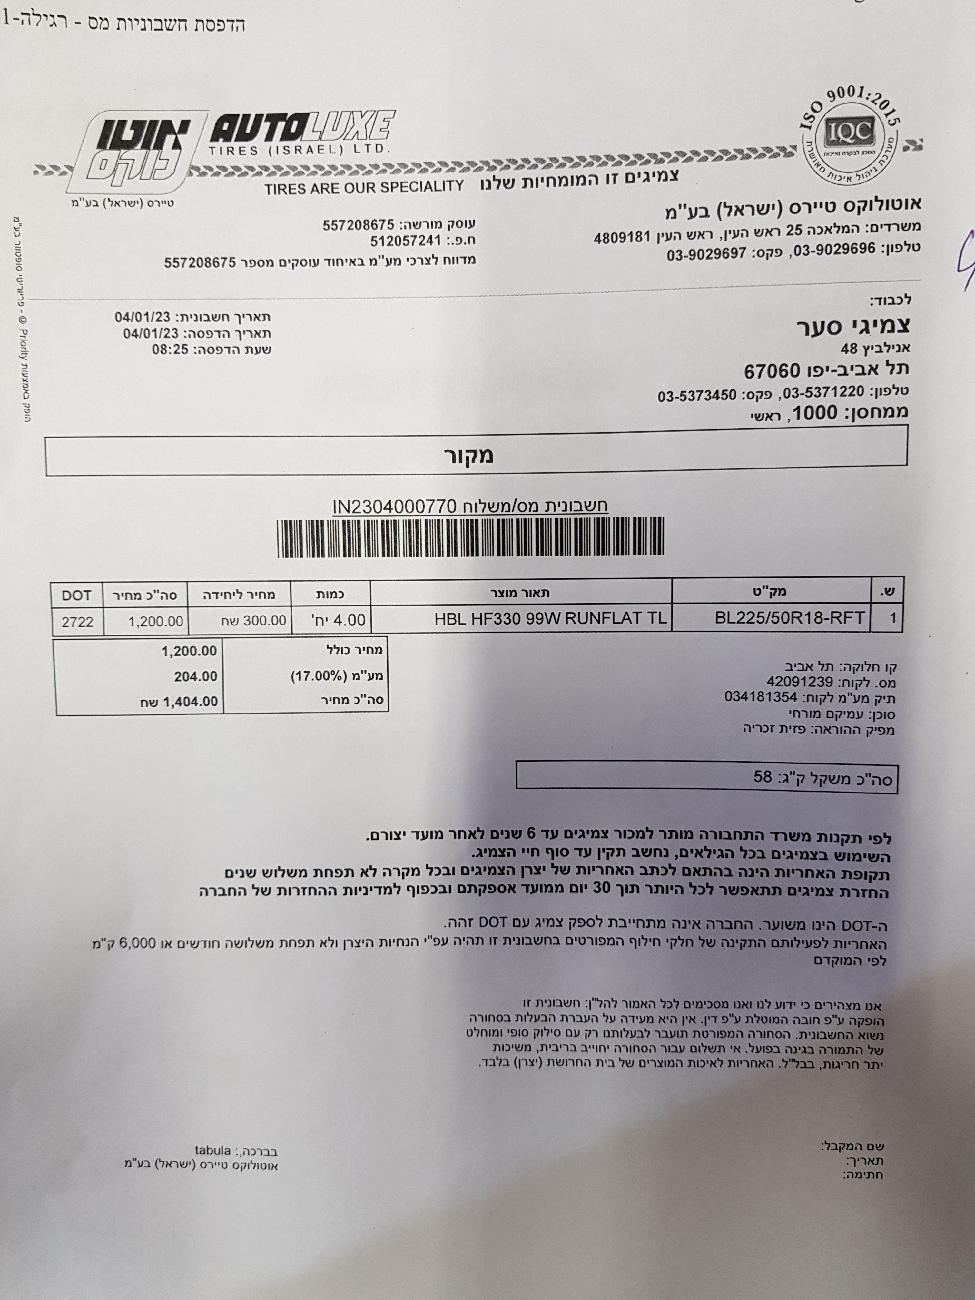 הדפסת חשבוניות מס - רגילה-1
ISO 9001:2015
IQC
אוטו
לוקס
AUTOLUXE
TIRES (ISRAEL) LTD.
צמיגים זו המומחיות שלנו TIRES ARE OUR SPECIALITY
טיירס (ישראל) בע"מ
אוטולוקס טיירס (ישראל) בע"מ
משרדים: המלאכה 25 ראש העין, ראש העין 4809181
טלפון: 03-9029696, פקס: 03-9029697
עוסק מורשה: 557208675
ח.פ.: 512057241
מדווח לצרכי מע"מ באיחוד עוסקים מספר 557208675
לכבוד:
צמיגי סער
אנילביץ 48
תל אביב-יפו 67060
טלפון: 03-5371220, פקס: 03-5373450
ממחסן: 1000, ראשי
תאריך חשבונית: 04/01/23
תאריך הדפסה: 04/01/23
שעת הדפסה: 08:25
הופק באמצעות Priority © - פריוריטי סופטוור בע"מ
מקור
חשבונית מס/משלוח IN2304000770
ש. מק"ט תאור מוצר כמות מחיר ליחידה סה"כ מחיר DOT
1 BL225/50R18-RFT HBL HF330 99W RUNFLAT TL 4.00 יח' 300.00 שח 1,200.00 2722
מחיר כולל 1,200.00
מע"מ (17.00%) 204.00
סה"כ מחיר 1,404.00 שח
קו חלוקה: תל אביב
מס. לקוח: 42091239
תיק מע"מ לקוח: 034181354
סוכן: עמיקם מורחי
מפיק ההוראה: פזית זכריה
סה"כ משקל ק"ג: 58
לפי תקנות משרד התחבורה מותר למכור צמיגים עד 6 שנים לאחר מועד יצורם.
השימוש בצמיגים בכל הגילאים, נחשב תקין עד סוף חיי הצמיג.
תקופת האחריות הינה בהתאם לכתב האחריות של יצרן הצמיגים ובכל מקרה לא תפחת משלוש שנים
החזרת צמיגים תתאפשר לכל היותר תוך 30 יום ממועד אספקתם ובכפוף למדיניות ההחזרות של החברה
ה-DOT הינו משוער. החברה אינה מתחייבת לספק צמיג עם DOT זהה.
האחריות לפעילותם התקינה של חלקי חילוף המפורטים בחשבונית זו תהיה עפ"י הנחיות היצרן ולא תפחת משלושה חודשים או 6,000 ק"מ
לפי המוקדם
אנו מצהירים כי ידוע לנו ואנו מסכימים לכל האמור להל"ן: חשבונית זו
הופקה ע"פ חובה המוטלת ע"פ דין. אין היא מעידה על העברת הבעלות בסחורה
נשוא החשבונית. הסחורה המפורטת תועבר לבעלותנו רק עם סילוק סופי ומוחלט
של התמורה בגינה בפועל. אי תשלום עבור הסחורה יחוייב בריבית, משיכות
יתר חריגות, בבל"ל. האחריות לאיכות המוצרים של בית החרושת (יצרן) בלבד.
שם המקבל:
תאריך:
חתימה:
בברכה,: tabula
אוטולוקס טיירס (ישראל) בע"מ